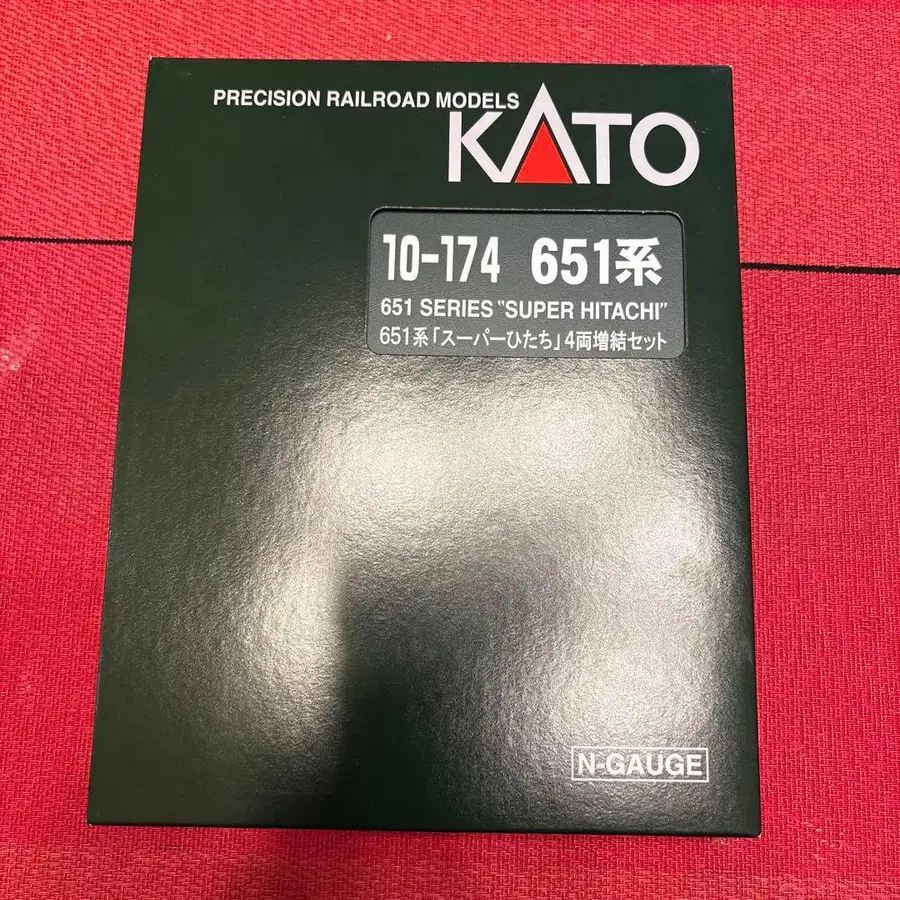 PRECISION RAILROAD MODELS
KATO
10-174 651系
651 SERIES "SUPER HITACHI"
651系「スーパーひたち」4両増結セット
N-GAUGE